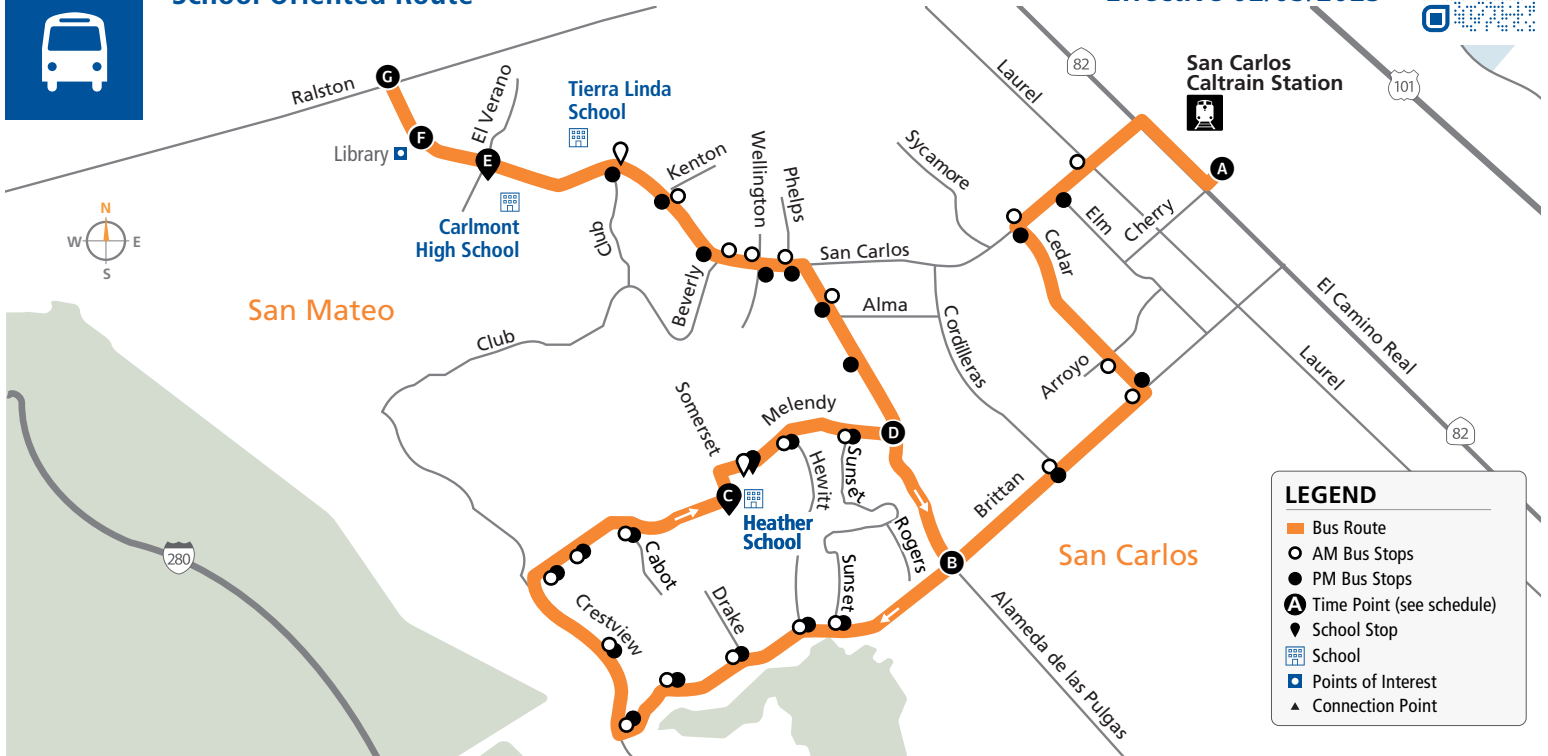 School Oriented Route
Effective
Ralston
G
F
Library
El Verano
E
Tierra Linda
School
Carlmont
High School
Kenton
Club
Beverly
Wellington
Phelps
San Carlos
Sycamore
Laurel
82
San Carlos
Caltrain Station
101
A
Elm
Cherry
Cedar
El Camino Real
Laurel
82
N
W
E
S
San Mateo
Club
Alma
Cordilleras
Arroyo
Somerset
Melendy
D
Hewitt
Sunset
Rogers
Brittan
C
Heather
School
Cabot
Sunset
B
San Carlos
Crestview
Drake
Alameda de las Pulgas
280
LEGEND
Bus Route
AM Bus Stops
PM Bus Stops
A Time Point (see schedule)
School Stop
School
Points of Interest
Connection Point